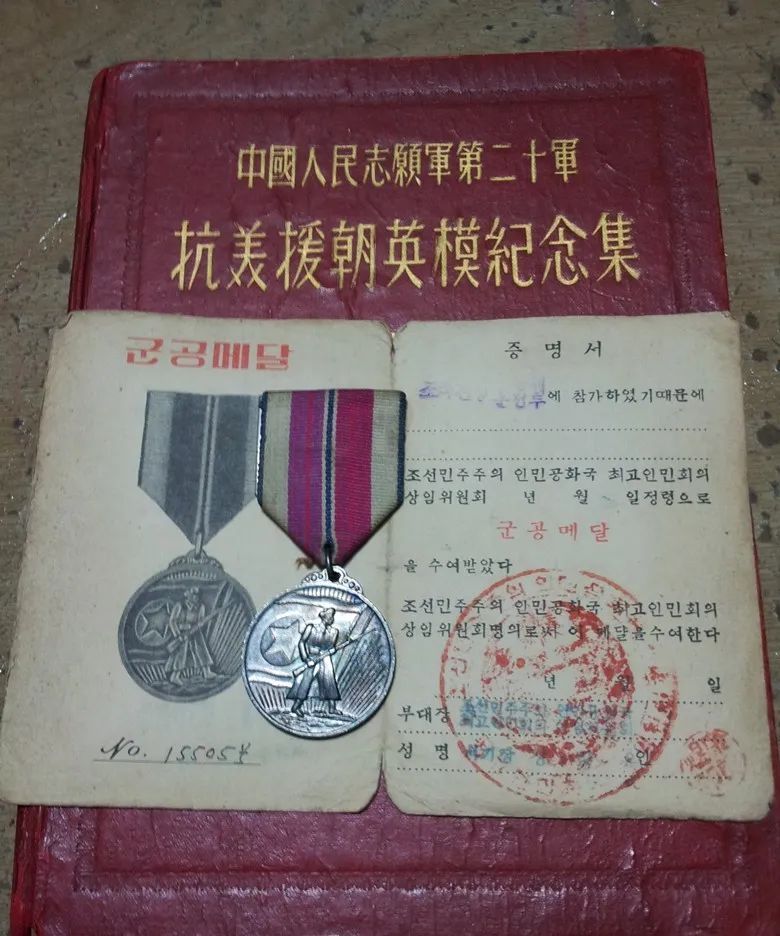 中國人民志願軍第二十軍
抗美援朝英模紀念集
군공메달
No. 155054
증명서
에 참가하였기때문에
조선민주주의 인민공화국 최고인민회의
상임위원회 년 월 일정령으로
군공메달
을 수여받았다
조선민주주의 인민공화국 최고인민회의
상임위원회명의로써 이 메달을수여한다
년 월 일
부대장
성 명 인